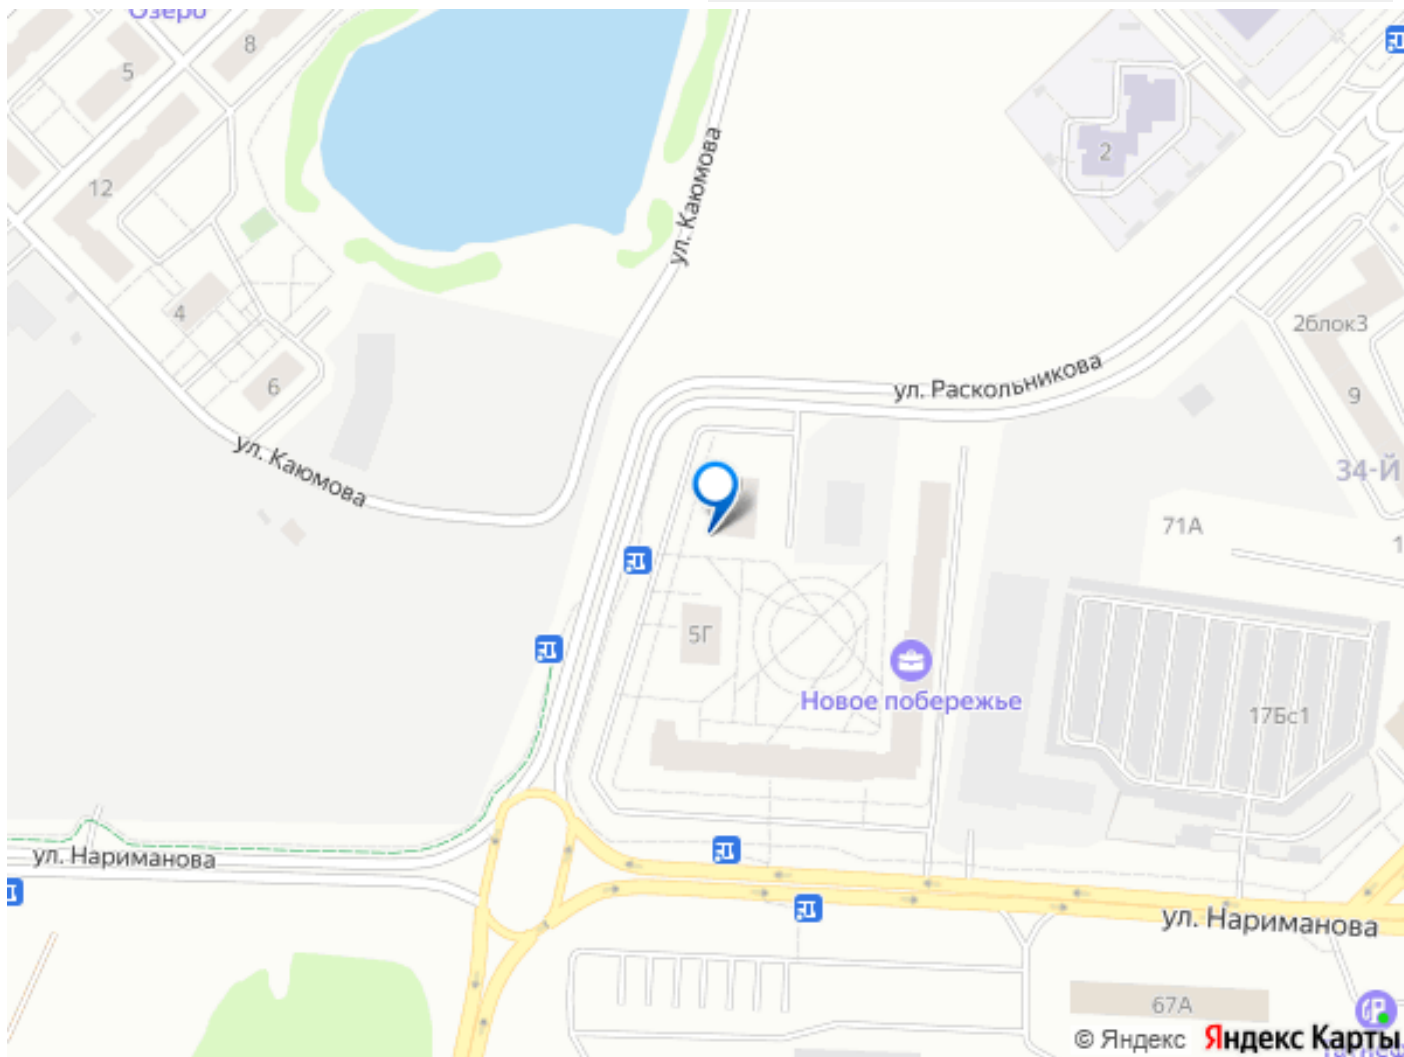 Озеро
8
5
12
2
ул. Каюмова
4
2блок3
6
ул. Раскольникова
9
ул. Каюмова
34-Й
71А
5Г
Новое побережье
17Бс1
ул. Нариманова
ул. Нариманова
67А
© Яндекс Яндекс Карты